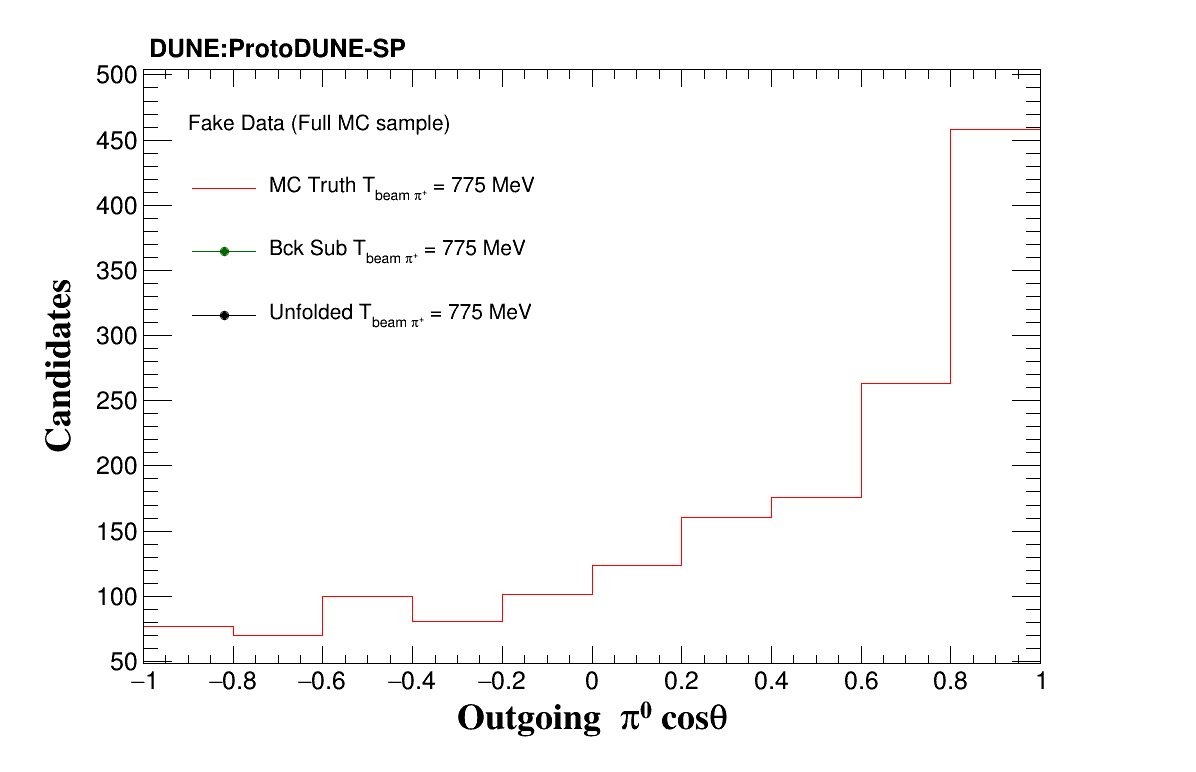 DUNE:ProtoDUNE-SP
500
Fake Data (Full MC sample)
450
MC Truth T_beam π⁺ = 775 MeV
400
Bck Sub T_beam π⁺ = 775 MeV
350
Unfolded T_beam π⁺ = 775 MeV
300
250
200
150
100
50
Candidates
−1 −0.8 −0.6 −0.4 −0.2 0 0.2 0.4 0.6 0.8 1
Outgoing π⁰ cosθ